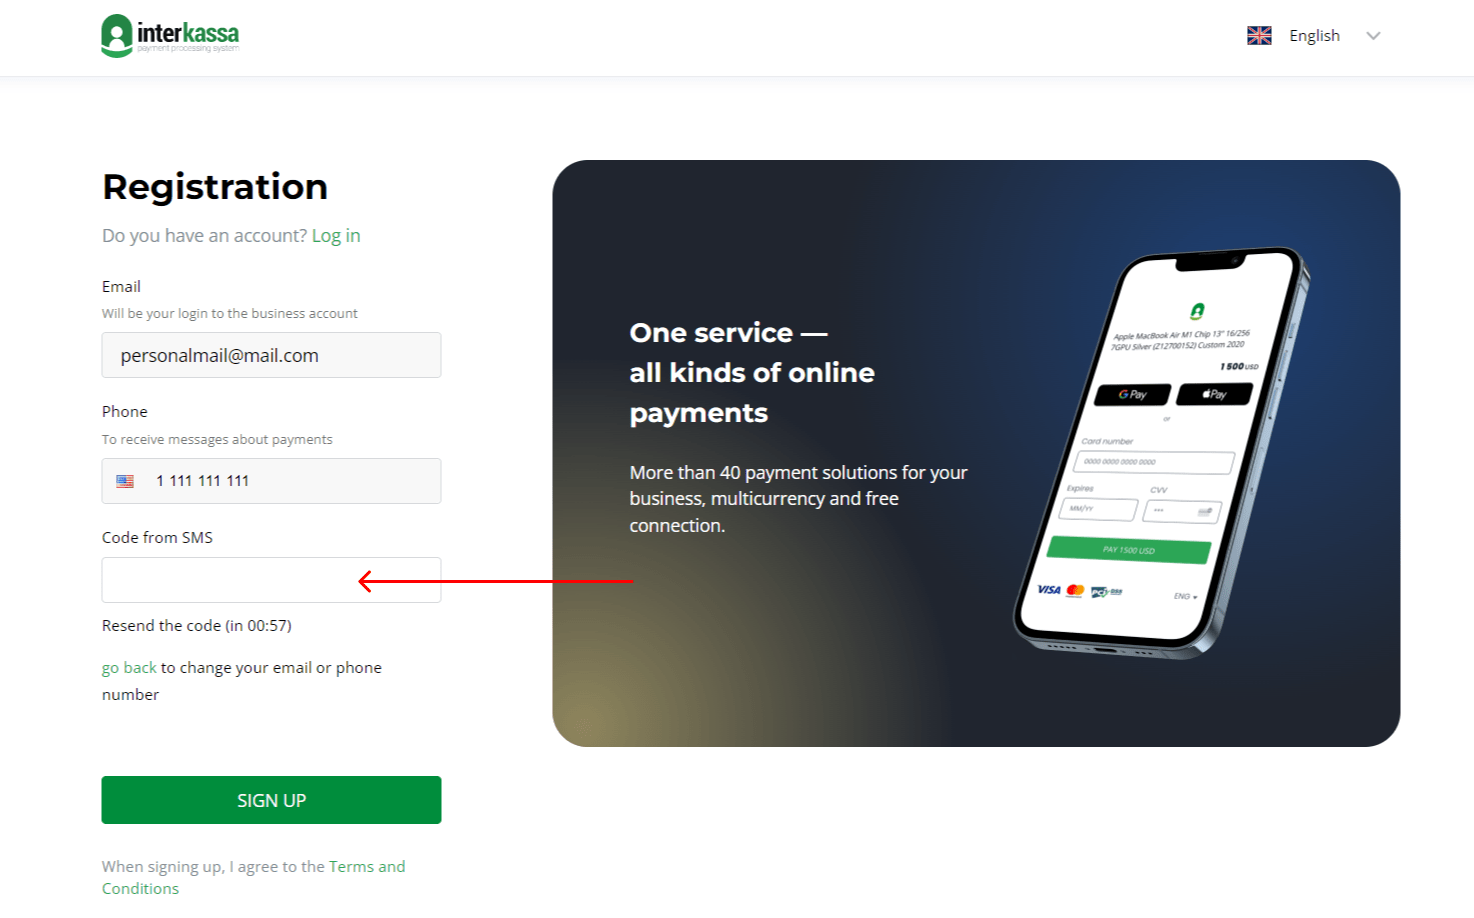 interkassa
payment processing system
English
Registration
Do you have an account? Log in
Email
Will be your login to the business account
personalmail@mail.com
Phone
To receive messages about payments
1 111 111 111
Code from SMS
Resend the code (in 00:57)
go back to change your email or phone
number
SIGN UP
When signing up, I agree to the Terms and
Conditions
One service —
all kinds of online
payments
More than 40 payment solutions for your
business, multicurrency and free
connection.
Apple MacBook Air M1 Chip 13" 16/256
7GPU Silver (Z12700152) Custom 2020
1 500 USD
G Pay
Pay
or
Card number
0000 0000 0000 0000
Expires
CVV
MM/YY
***
PAY 1500 USD
VISA
PCI DSS
ENG